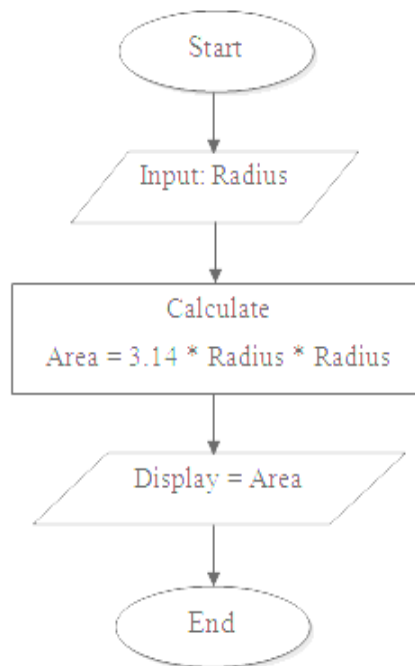 Start
Input: Radius
Calculate
Area = 3.14 * Radius * Radius
Display = Area
End